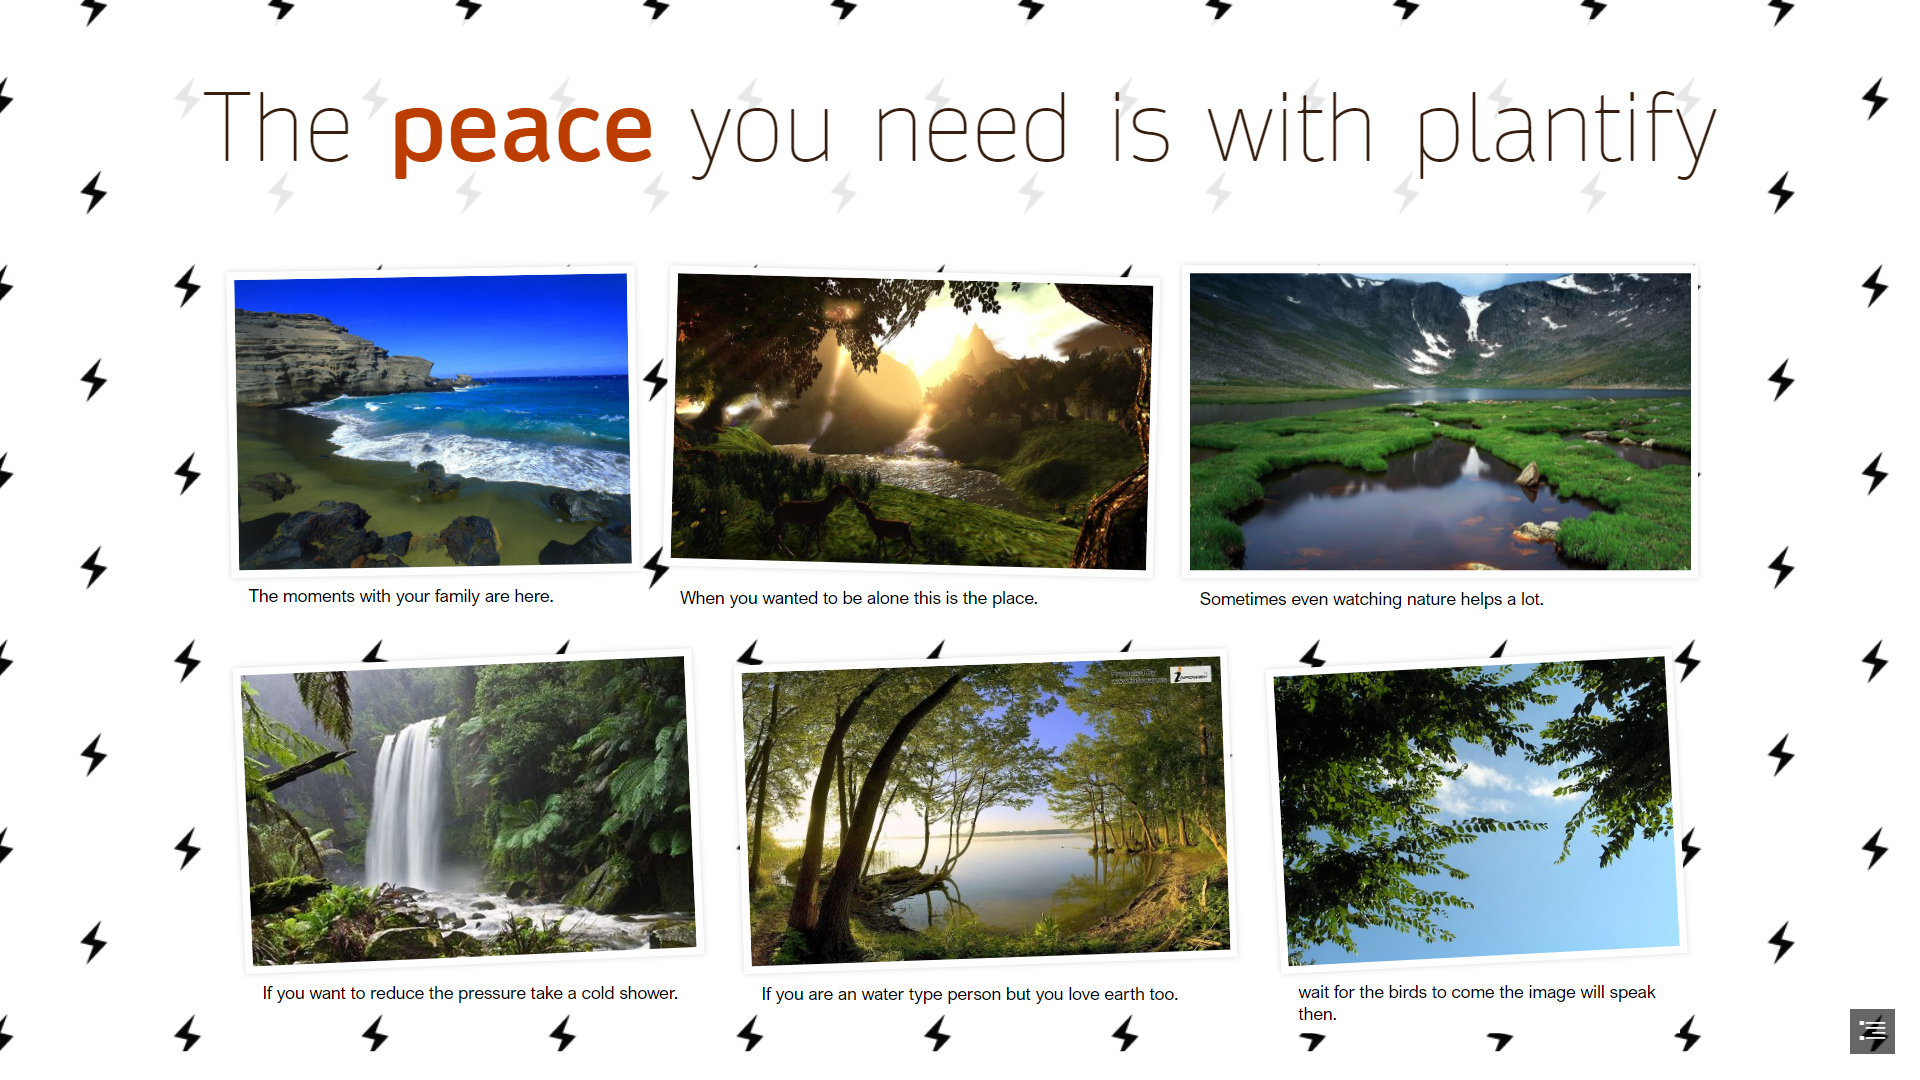 The peace you need is with plantify
The moments with your family are here.
When you wanted to be alone this is the place.
Sometimes even watching nature helps a lot.
If you want to reduce the pressure take a cold shower.
If you are an water type person but you love earth too.
wait for the birds to come the image will speak
then.